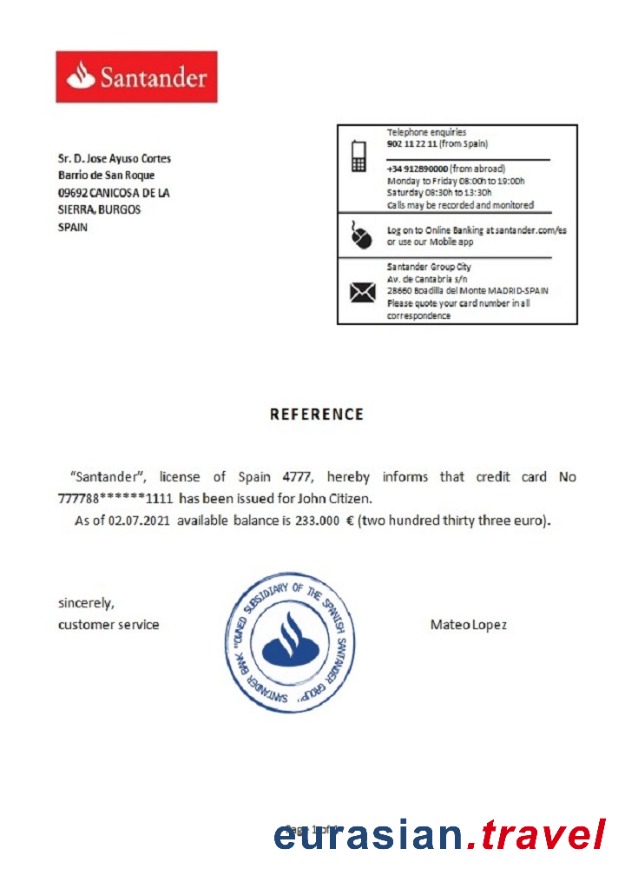 Santander
Sr. D. Jose Ayuso Cortes
Barrio de San Roque
09692 CANICOSA DE LA
SIERRA, BURGOS
SPAIN
Telephone enquiries
902 11 22 11 (from Spain)
+34 912890000 (from abroad)
Monday to Friday 08:00h to 19:00h
Saturday 08:30h to 13:30h
Calls may be recorded and monitored
Log on to Online Banking at santander.com/es
or use our Mobile app
Santander Group City
Av. de Cantabria s/n
28660 Boadilla del Monte MADRID-SPAIN
Please quote your card number in all
correspondence
REFERENCE
"Santander", license of Spain 4777, hereby informs that credit card No
777788******1111 has been issued for John Citizen.
As of 02.07.2021 available balance is 233.000 € (two hundred thirty three euro).
sincerely,
customer service
SANTANDER BANK "OWNED SUBSIDIARY OF THE SPANISH SANTANDER GROUP"
Mateo Lopez
Page 1 of 1
eurasian.travel